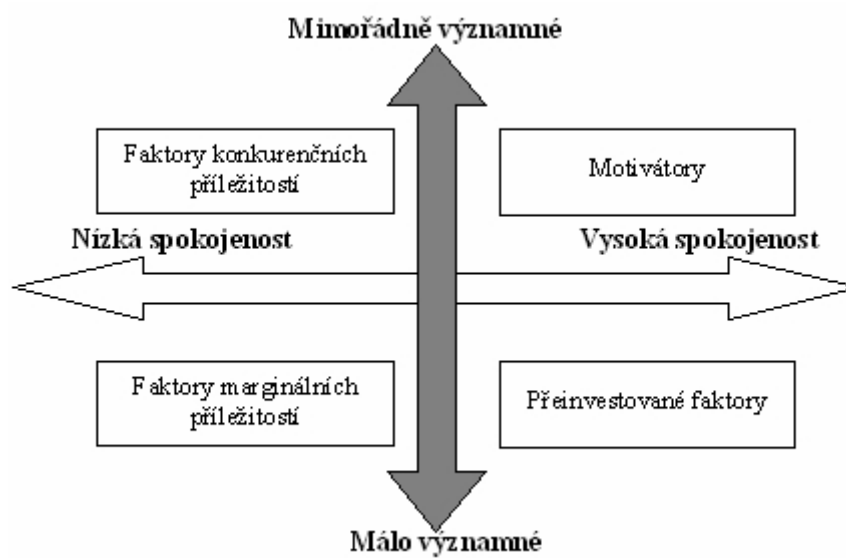 Mimořádně významné
Faktory konkurenčních
příležitostí
Motivátory
Nízká spokojenost
Vysoká spokojenost
Faktory marginálních
příležitostí
Přeinvestované faktory
Málo významné